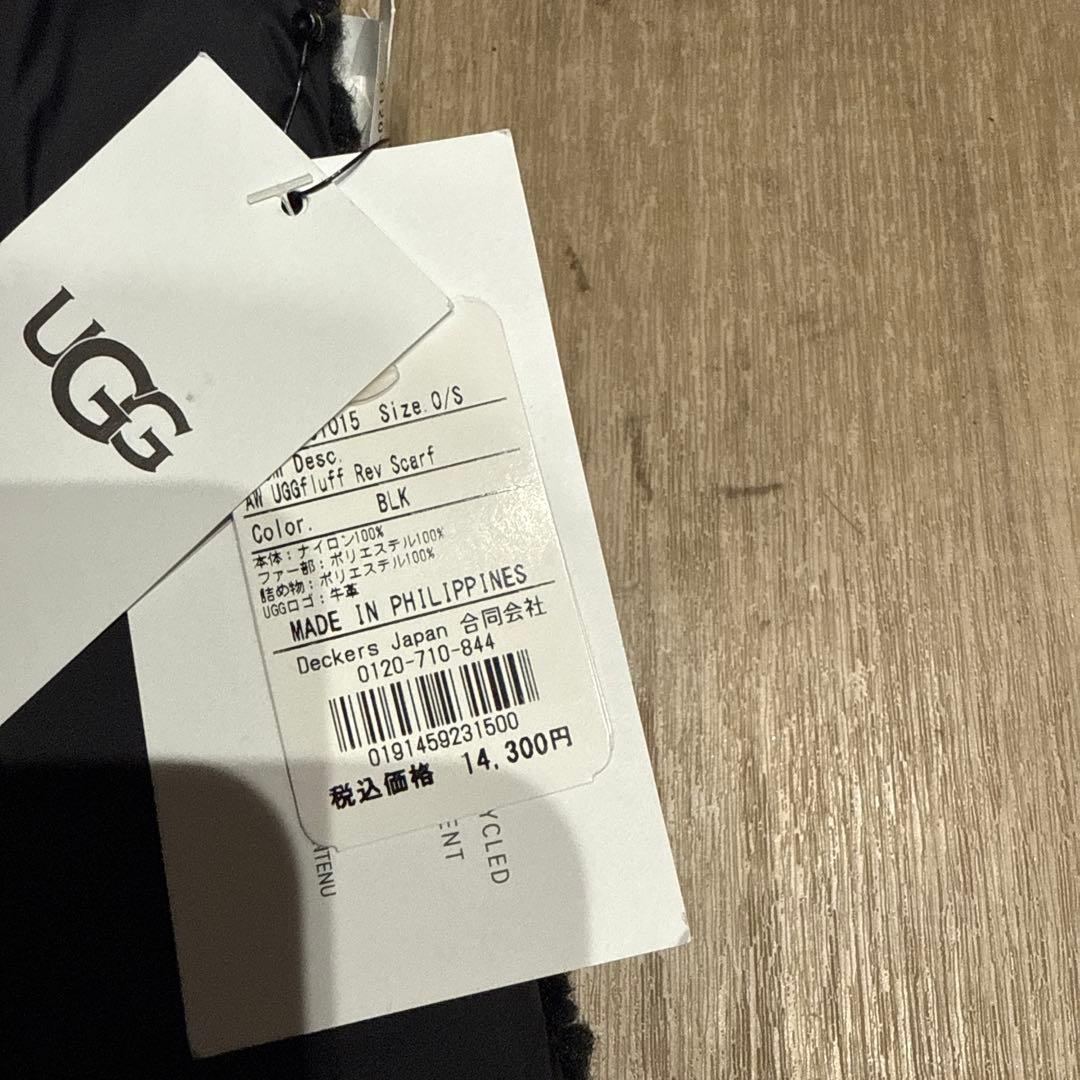 UGG
1015 Size.O/S
Desc.
AW UGGfluff Rev Scarf
Color. BLK
本体：ナイロン100%
ファー部：ポリエステル100%
詰め物：ポリエステル100%
UGGロゴ：牛革
MADE IN PHILIPPINES
Deckers Japan 合同会社
0120-710-844
0191459231500
税込価格 14,300円